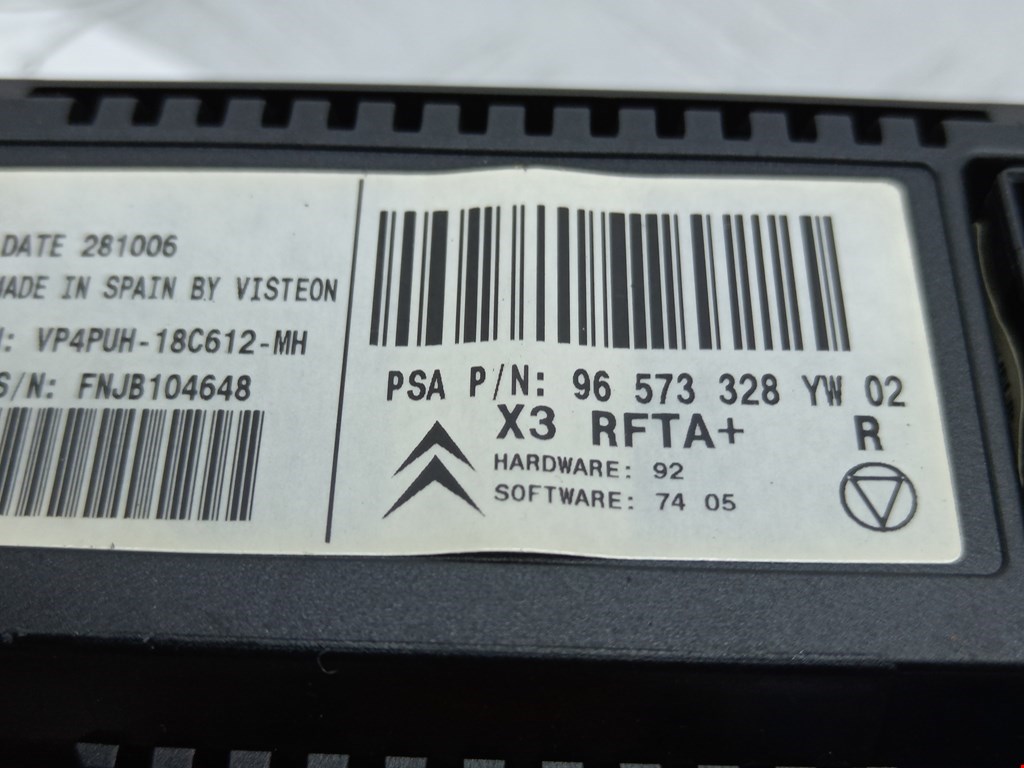 DATE 281006
MADE IN SPAIN BY VISTEON
VP4PUH-18C612-MH
S/N: FNJB104648
PSA P/N: 96 573 328 YW 02
X3 RFTA+ R
HARDWARE: 92
SOFTWARE: 74 05